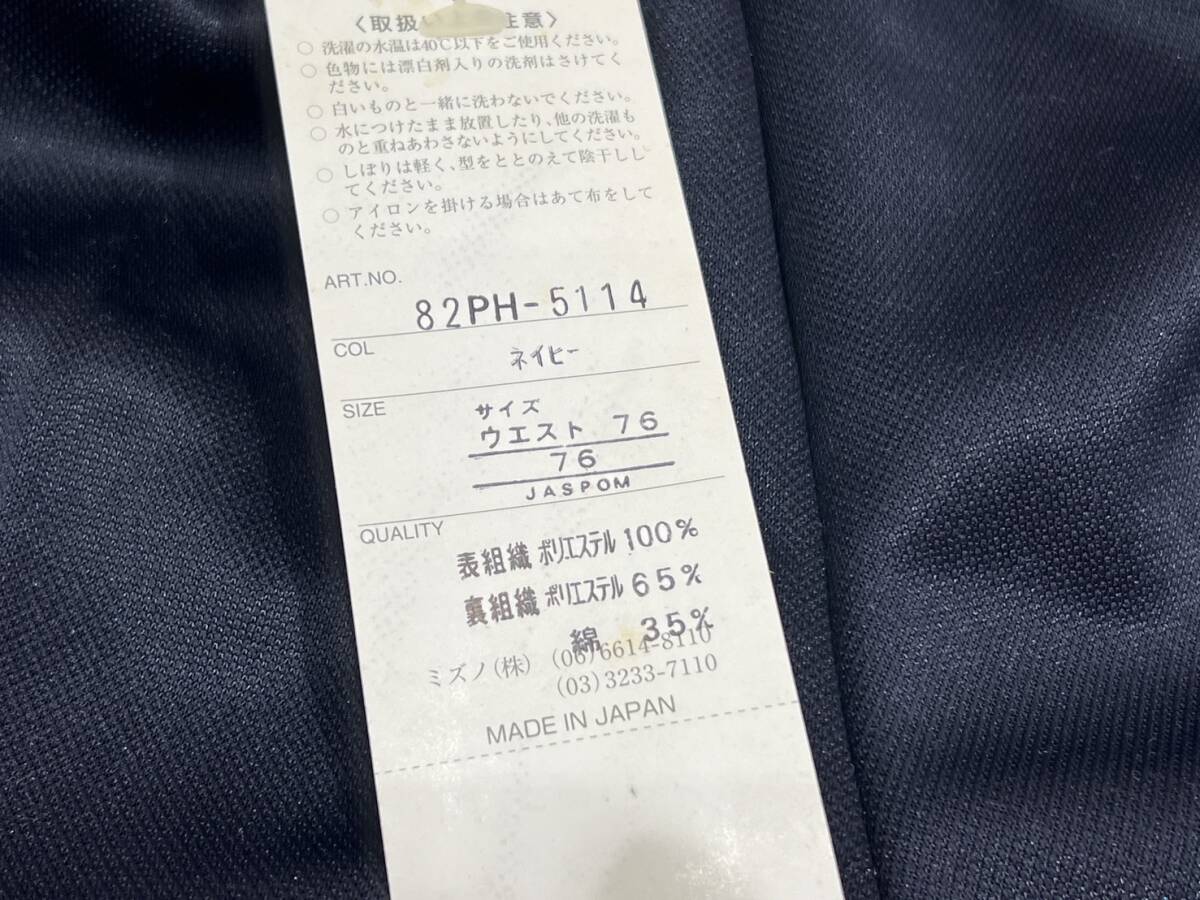 〈取扱い 注意〉
○ 洗濯の水温は40℃以下をご使用ください。
○ 色物には漂白剤入りの洗剤はさけてく
ださい。
○ 白いものと一緒に洗わないでください。
○ 水につけたまま放置したり、他の洗濯も
のと重ねあわさないようにしてください。
○ しぼりは軽く、型をととのえて陰干しし
てください。
○ アイロンを掛ける場合はあて布をして
ください。
ART.NO.
82PH-5114
COL
ネイビー
SIZE
サイズ
ウエスト 76
76
JASPOM
QUALITY
表組織 ポリエステル 100%
裏組織 ポリエステル 65%
綿 35%
ミズノ(株) (06)6614-8110
(03)3233-7110
MADE IN JAPAN